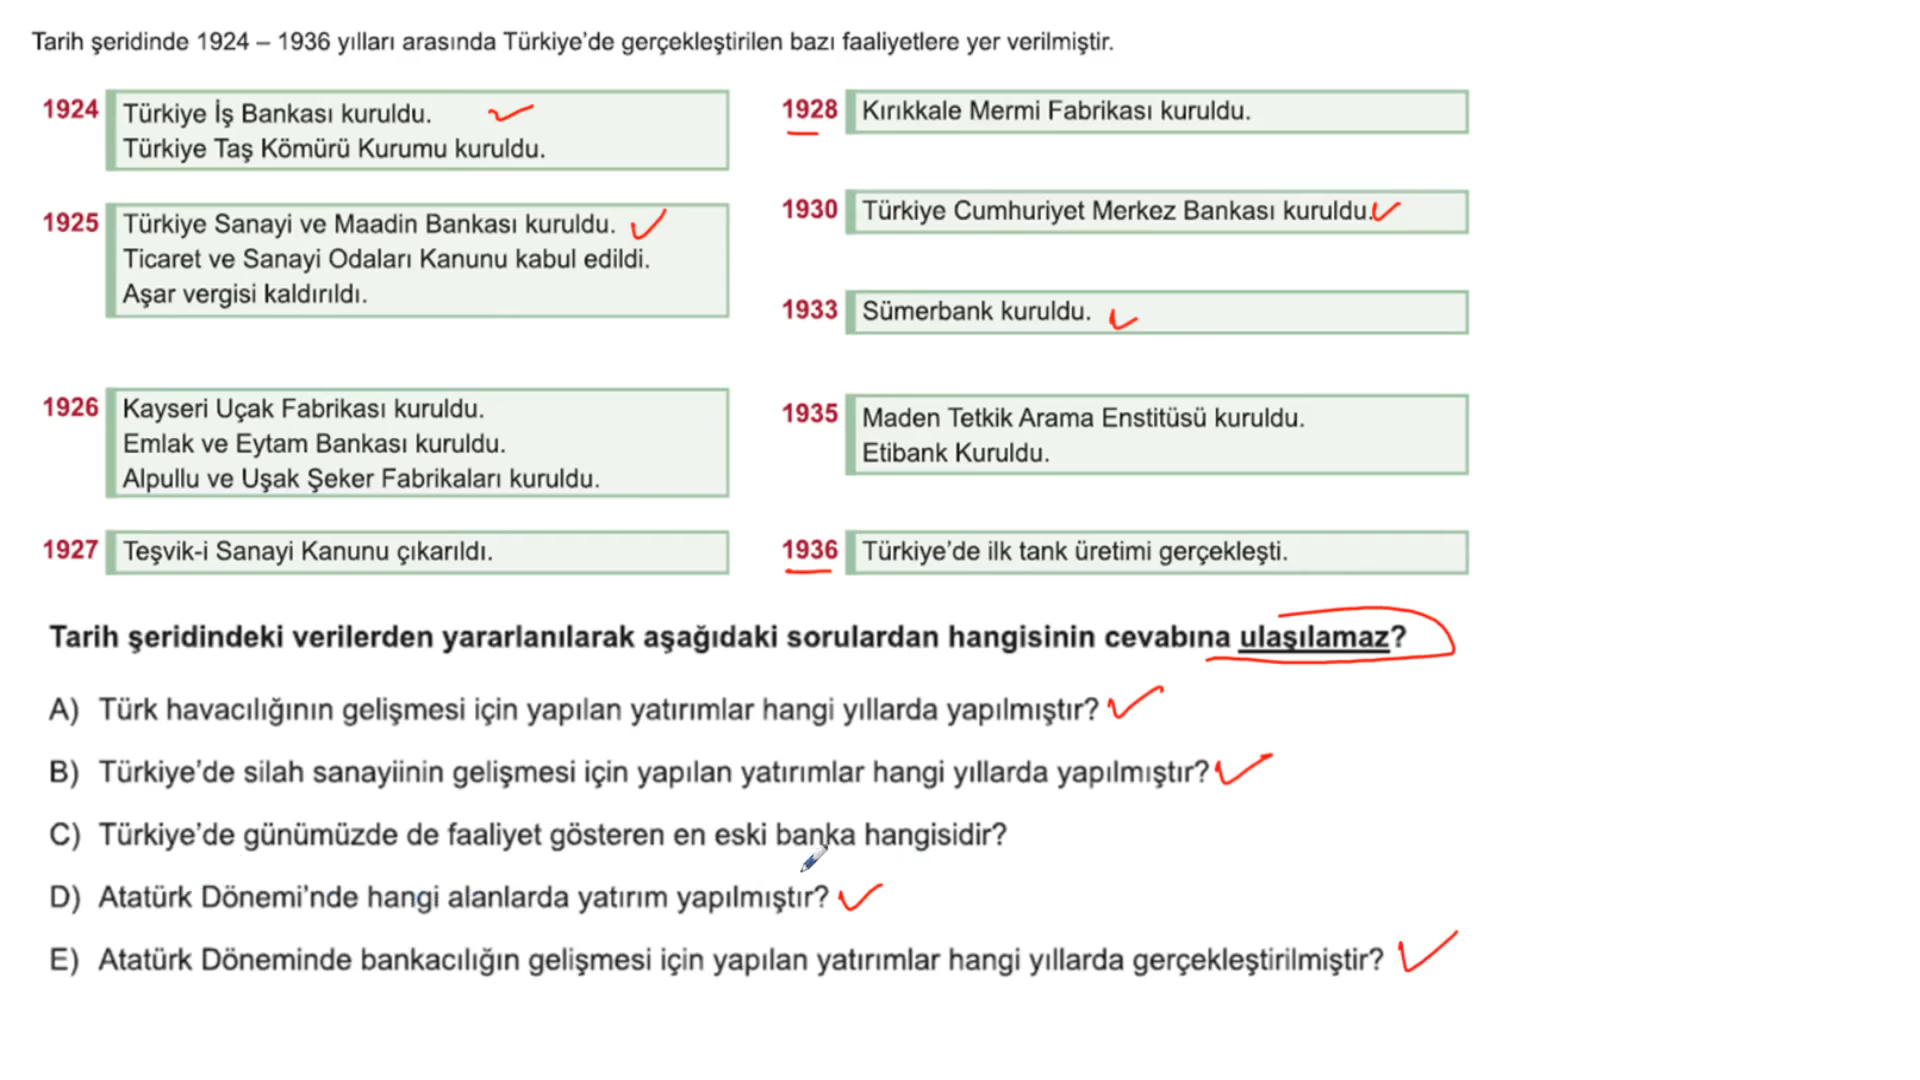 Tarih şeridinde 1924 – 1936 yılları arasında Türkiye'de gerçekleştirilen bazı faaliyetlere yer verilmiştir.
1924 Türkiye İş Bankası kuruldu.
Türkiye Taş Kömürü Kurumu kuruldu.
1925 Türkiye Sanayi ve Maadin Bankası kuruldu.
Ticaret ve Sanayi Odaları Kanunu kabul edildi.
Aşar vergisi kaldırıldı.
1926 Kayseri Uçak Fabrikası kuruldu.
Emlak ve Eytam Bankası kuruldu.
Alpullu ve Uşak Şeker Fabrikaları kuruldu.
1927 Teşvik-i Sanayi Kanunu çıkarıldı.
1928 Kırıkkale Mermi Fabrikası kuruldu.
1930 Türkiye Cumhuriyet Merkez Bankası kuruldu.
1933 Sümerbank kuruldu.
1935 Maden Tetkik Arama Enstitüsü kuruldu.
Etibank Kuruldu.
1936 Türkiye'de ilk tank üretimi gerçekleşti.
Tarih şeridindeki verilerden yararlanılarak aşağıdaki sorulardan hangisinin cevabına ulaşılamaz?
A) Türk havacılığının gelişmesi için yapılan yatırımlar hangi yıllarda yapılmıştır?
B) Türkiye'de silah sanayiinin gelişmesi için yapılan yatırımlar hangi yıllarda yapılmıştır?
C) Türkiye'de günümüzde de faaliyet gösteren en eski banka hangisidir?
D) Atatürk Dönemi'nde hangi alanlarda yatırım yapılmıştır?
E) Atatürk Döneminde bankacılığın gelişmesi için yapılan yatırımlar hangi yıllarda gerçekleştirilmiştir?